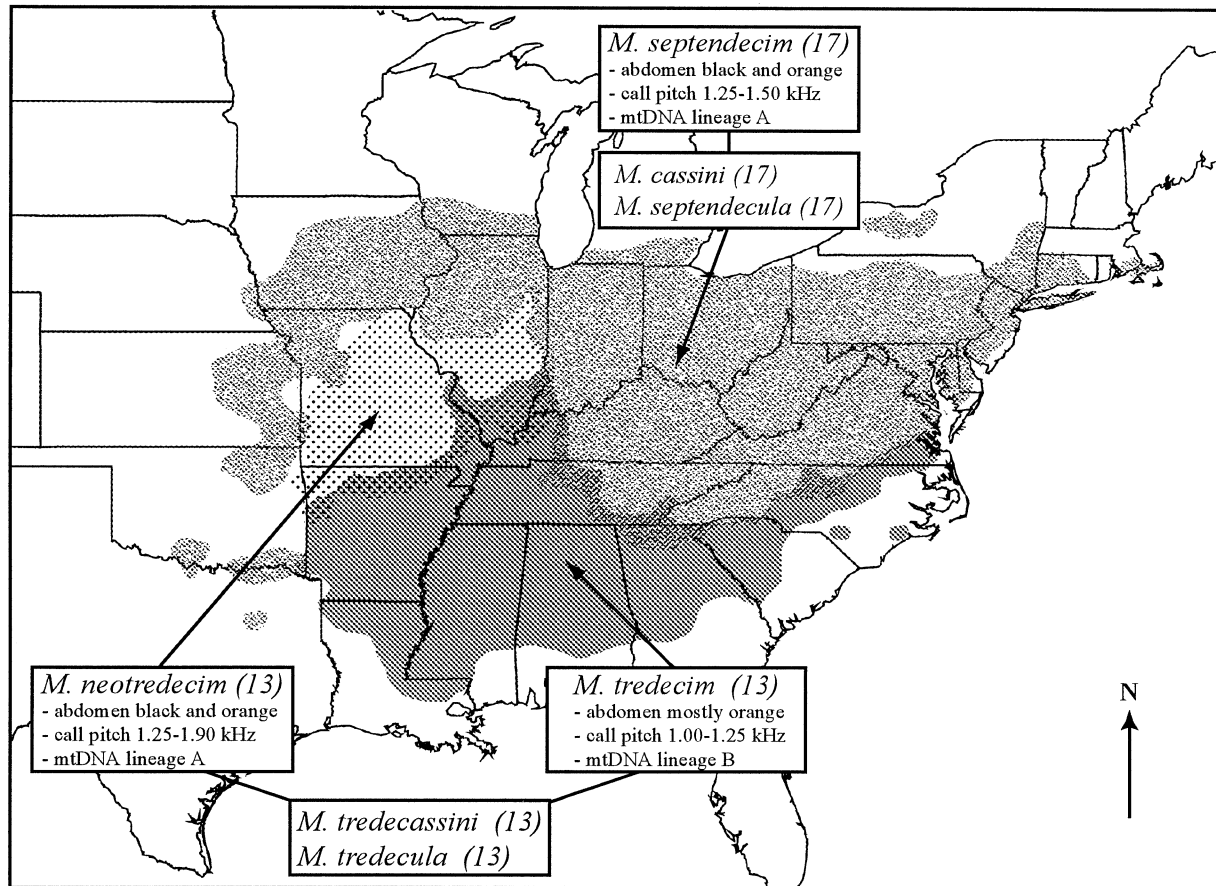 M. septendecim (17)
- abdomen black and orange
- call pitch 1.25-1.50 kHz
- mtDNA lineage A
M. cassini (17)
M. septendecula (17)
M. neotredecim (13)
- abdomen black and orange
- call pitch 1.25-1.90 kHz
- mtDNA lineage A
M. tredecim (13)
- abdomen mostly orange
- call pitch 1.00-1.25 kHz
- mtDNA lineage B
N
M. tredecassini (13)
M. tredecula (13)